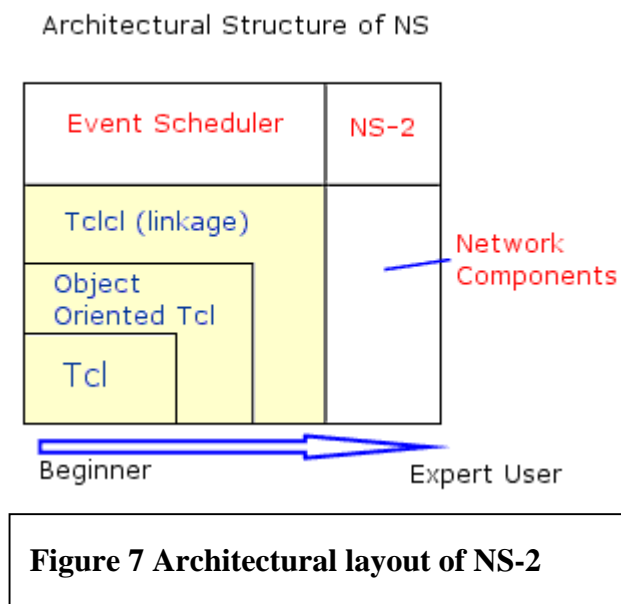 Architectural Structure of NS
Event Scheduler
NS-2
Tclcl (linkage)
Network
Components
Object
Oriented Tcl
Tcl
Beginner
Expert User
Figure 7 Architectural layout of NS-2